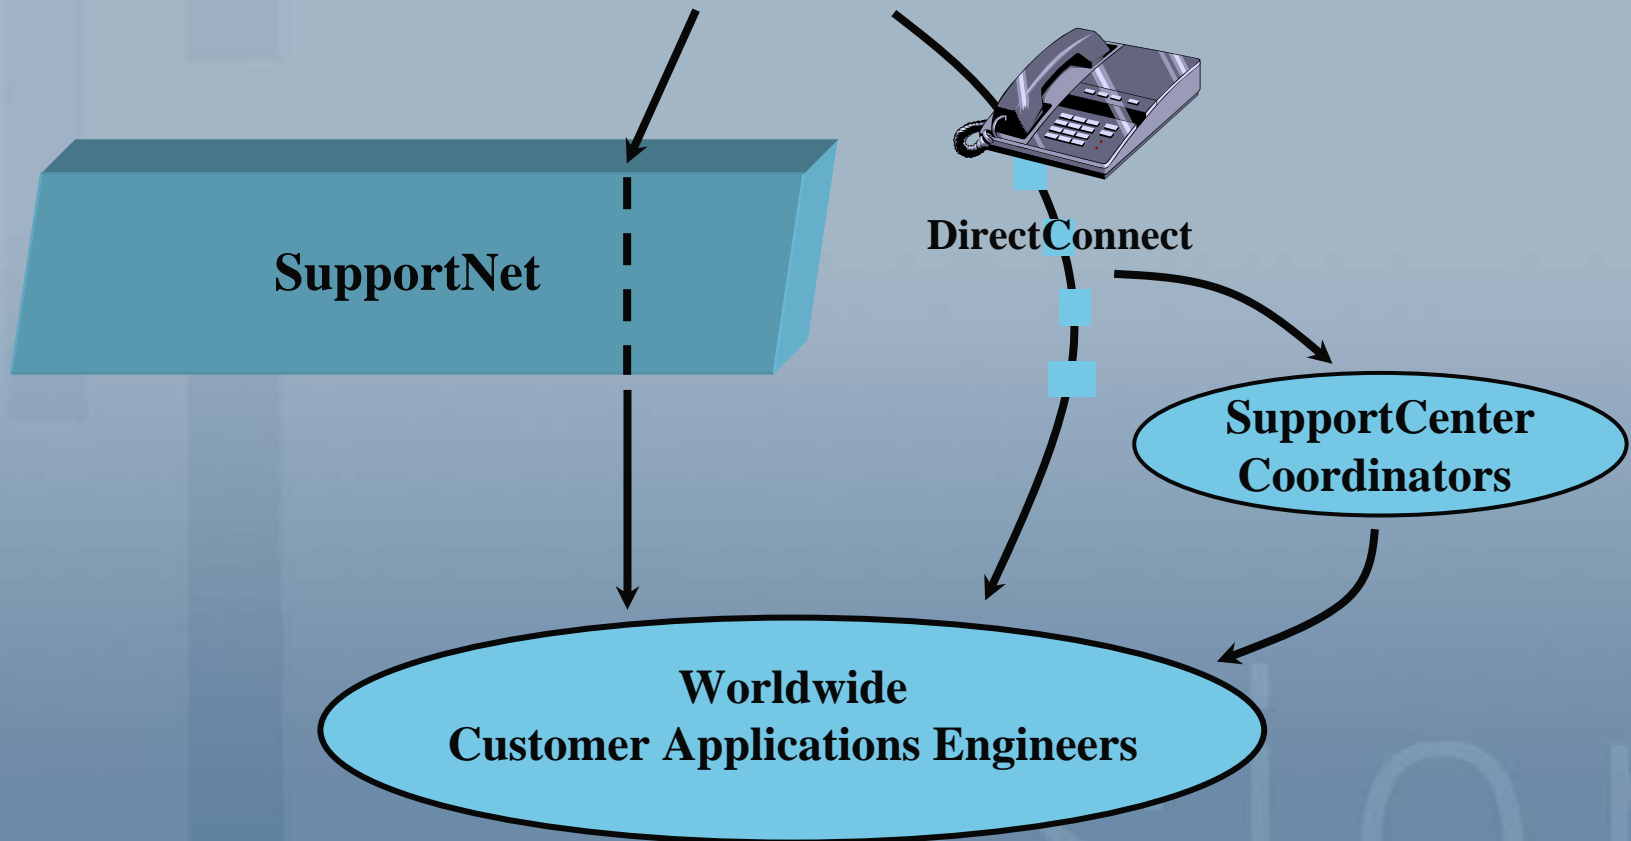 DirectConnect
SupportNet
SupportCenter
Coordinators
Worldwide
Customer Applications Engineers